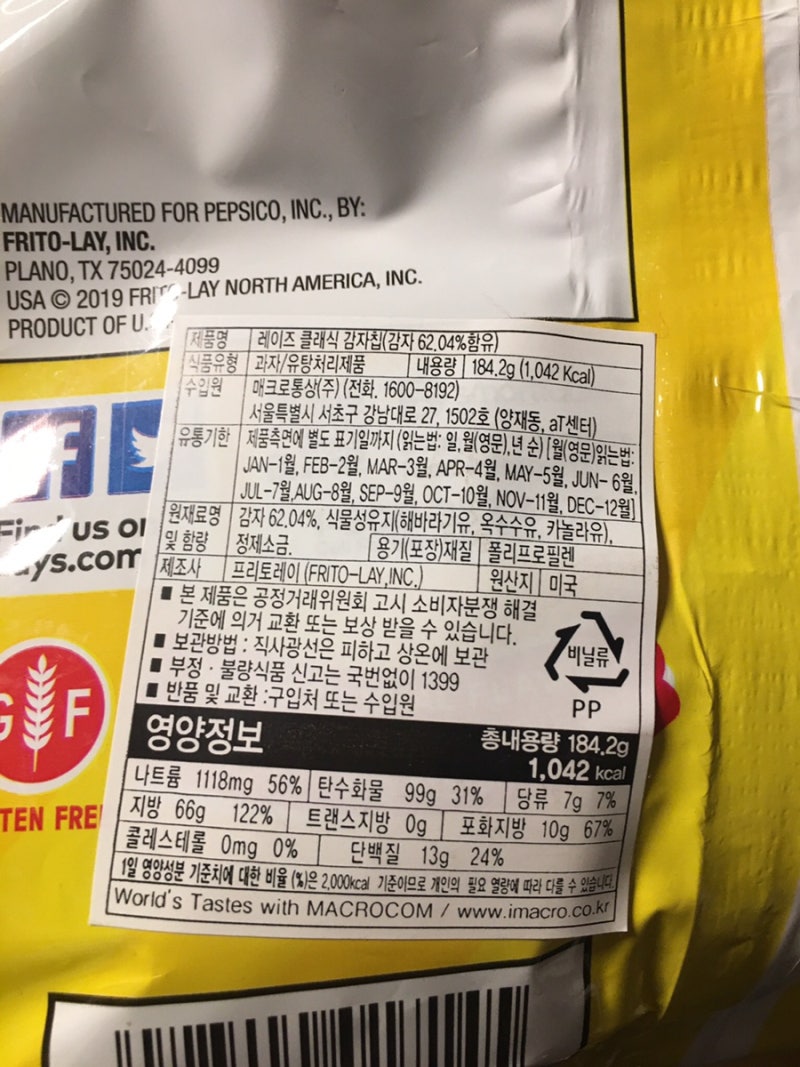 MANUFACTURED FOR PEPSICO, INC., BY:
FRITO-LAY, INC.
PLANO, TX 75024-4099
USA © 2019 -LAY NORTH AMERICA, INC.
PRODUCT OF
us
G F
제품명 레이즈 클래식 감자칩(감자 62.04%함유)
식품유형 과자/유탕처리제품 내용량 184.2g (1,042 Kcal)
수입원 매크로통상(주) (전화. 1600-8192)
서울특별시 서초구 강남대로 27, 1502호 (양재동, aT센터)
유통기한 제품측면에 별도 표기일까지 (읽는법: 일,월(영문),년 순) [월(영문)읽는법:
JAN-1월, FEB-2월, MAR-3월, APR-4월, MAY-5월, JUN- 6월,
JUL-7월,AUG-8월, SEP-9월, OCT-10월, NOV-11월, DEC-12월]
원재료명 감자 62.04%, 식물성유지(해바라기유, 옥수수유, 카놀라유),
및 함량 정제소금. 용기(포장)재질 폴리프로필렌
제조사 프리토레이 (FRITO-LAY,INC.) 원산지 미국
■ 본 제품은 공정거래위원회 고시 소비자분쟁 해결
기준에 의거 교환 또는 보상 받을 수 있습니다.
■ 보관방법 : 직사광선은 피하고 상온에 보관
■ 부정 · 불량식품 신고는 국번없이 1399
■ 반품 및 교환 :구입처 또는 수입원
비닐류
PP
영양정보 총내용량 184.2g
1,042 kcal
나트륨 1118mg 56% 탄수화물 99g 31% 당류 7g 7%
지방 66g 122% 트랜스지방 0g 포화지방 10g 67%
콜레스테롤 0mg 0% 단백질 13g 24%
1일 영양성분 기준치에 대한 비율 (%)은 2,000kcal 기준이므로 개인의 필요 열량에 따라 다를 수 있습니다.
World's Tastes with MACROCOM / www.imacro.co.kr